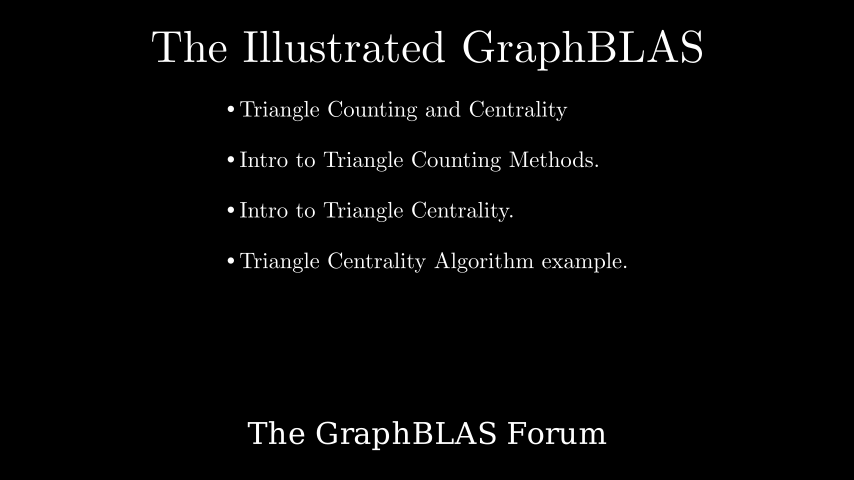 The Illustrated GraphBLAS
• Triangle Counting and Centrality
• Intro to Triangle Counting Methods.
• Intro to Triangle Centrality.
• Triangle Centrality Algorithm example.
The GraphBLAS Forum